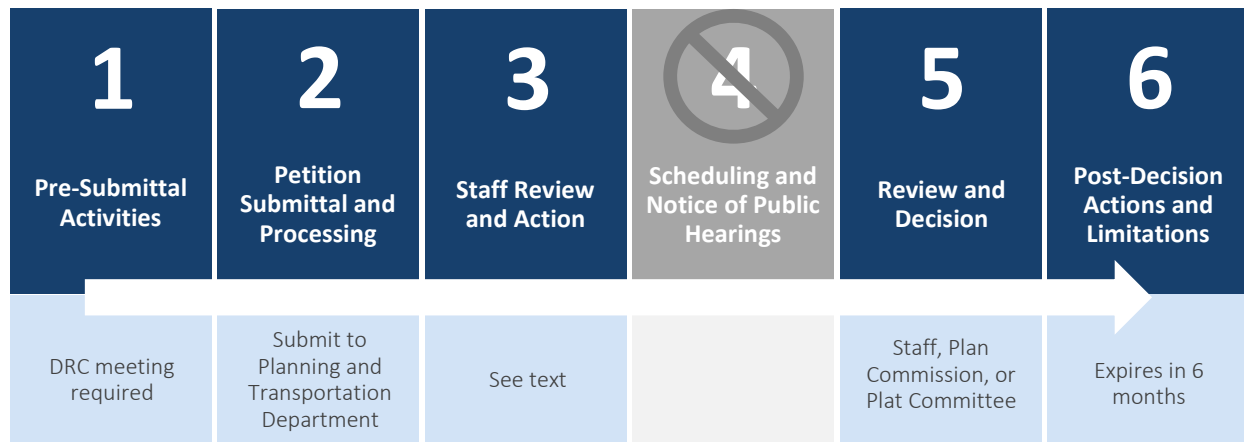 1
Pre-Submittal
Activities
DRC meeting
required
2
Petition
Submittal and
Processing
Submit to
Planning and
Transportation
Department
3
Staff Review
and Action
See text
4
Scheduling and
Notice of Public
Hearings
5
Review and
Decision
Staff, Plan
Commission, or
Plat Committee
6
Post-Decision
Actions and
Limitations
Expires in 6
months